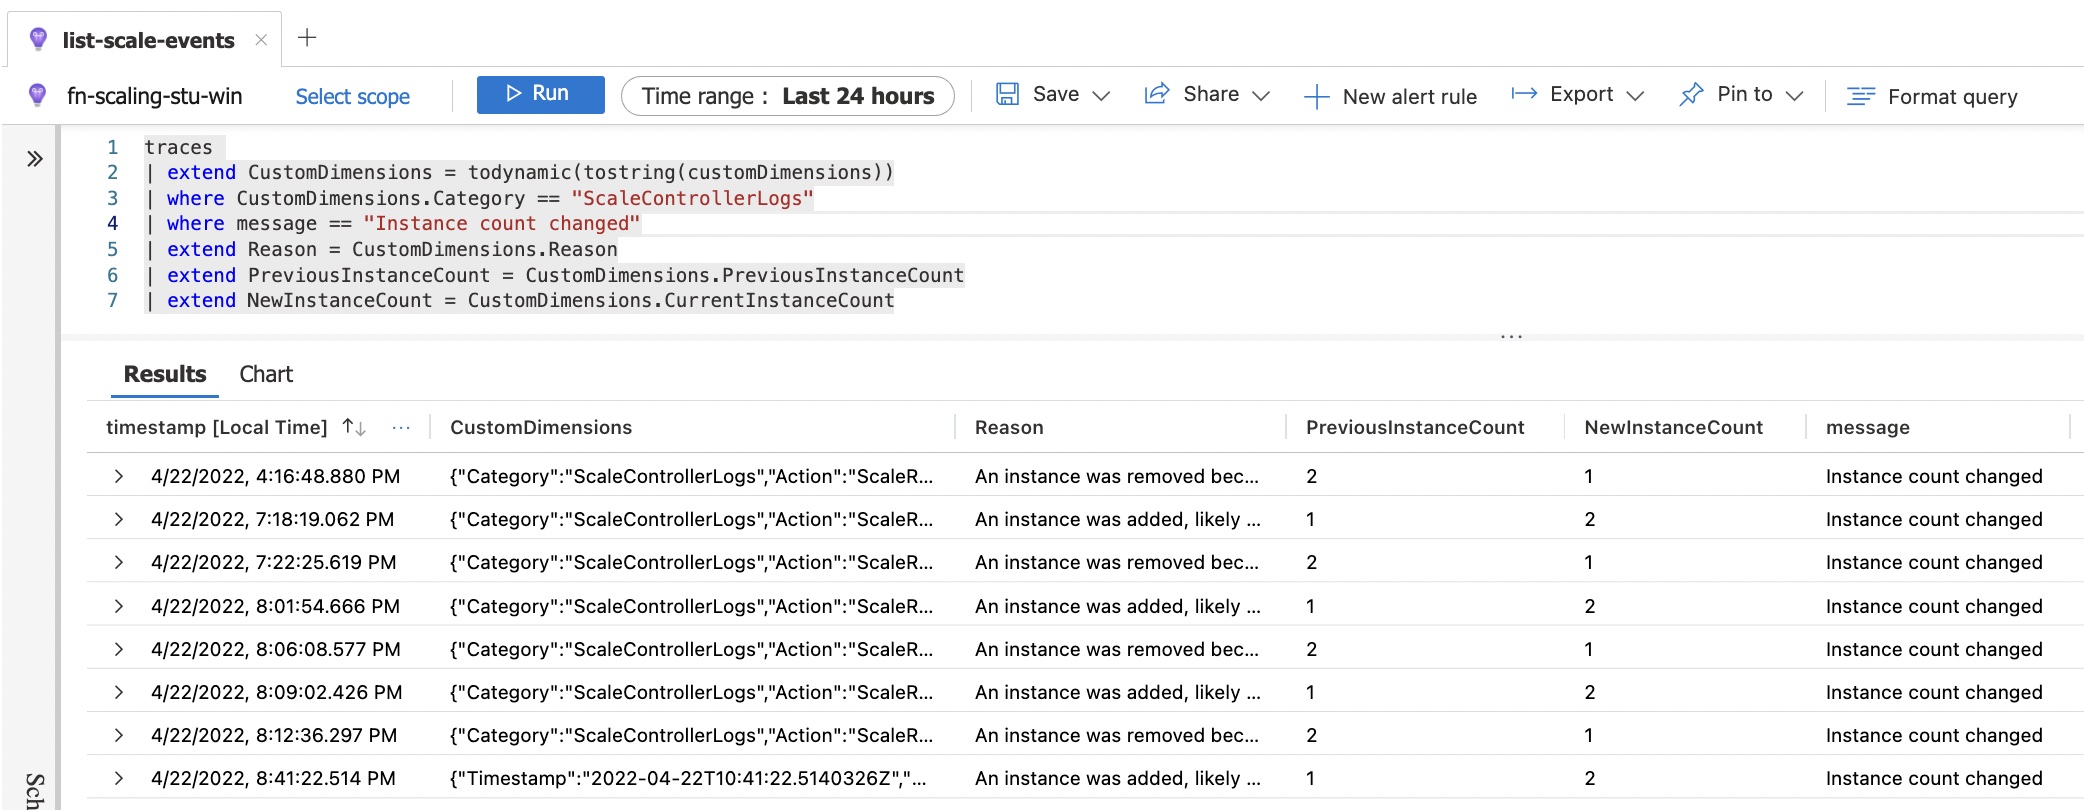 list-scale-events
fn-scaling-stu-win Select scope Run Time range : Last 24 hours Save Share New alert rule Export Pin to Format query
1 traces
2 | extend CustomDimensions = todynamic(tostring(customDimensions))
3 | where CustomDimensions.Category == "ScaleControllerLogs"
4 | where message == "Instance count changed"
5 | extend Reason = CustomDimensions.Reason
6 | extend PreviousInstanceCount = CustomDimensions.PreviousInstanceCount
7 | extend NewInstanceCount = CustomDimensions.CurrentInstanceCount
...
Results Chart
timestamp [Local Time] ... CustomDimensions Reason PreviousInstanceCount NewInstanceCount message
4/22/2022, 4:16:48.880 PM {"Category":"ScaleControllerLogs","Action":"ScaleR... An instance was removed bec... 2 1 Instance count changed
4/22/2022, 7:18:19.062 PM {"Category":"ScaleControllerLogs","Action":"ScaleR... An instance was added, likely ... 1 2 Instance count changed
4/22/2022, 7:22:25.619 PM {"Category":"ScaleControllerLogs","Action":"ScaleR... An instance was removed bec... 2 1 Instance count changed
4/22/2022, 8:01:54.666 PM {"Category":"ScaleControllerLogs","Action":"ScaleR... An instance was added, likely ... 1 2 Instance count changed
4/22/2022, 8:06:08.577 PM {"Category":"ScaleControllerLogs","Action":"ScaleR... An instance was removed bec... 2 1 Instance count changed
4/22/2022, 8:09:02.426 PM {"Category":"ScaleControllerLogs","Action":"ScaleR... An instance was added, likely ... 1 2 Instance count changed
4/22/2022, 8:12:36.297 PM {"Category":"ScaleControllerLogs","Action":"ScaleR... An instance was removed bec... 2 1 Instance count changed
4/22/2022, 8:41:22.514 PM {"Timestamp":"2022-04-22T10:41:22.5140326Z","... An instance was added, likely ... 1 2 Instance count changed
Sch